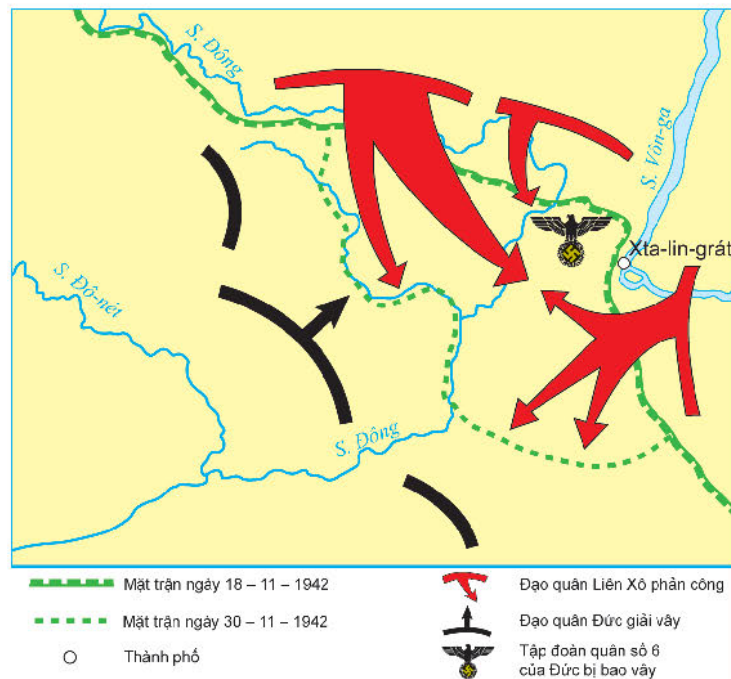 S. Đông
S. Vôn-ga
Xta-lin-grát
S. Đô-nét
S. Đông
Mặt trận ngày 18 – 11 – 1942
Đạo quân Liên Xô phản công
Mặt trận ngày 30 – 11 – 1942
Đạo quân Đức giải vây
Thành phố
Tập đoàn quân số 6
của Đức bị bao vây